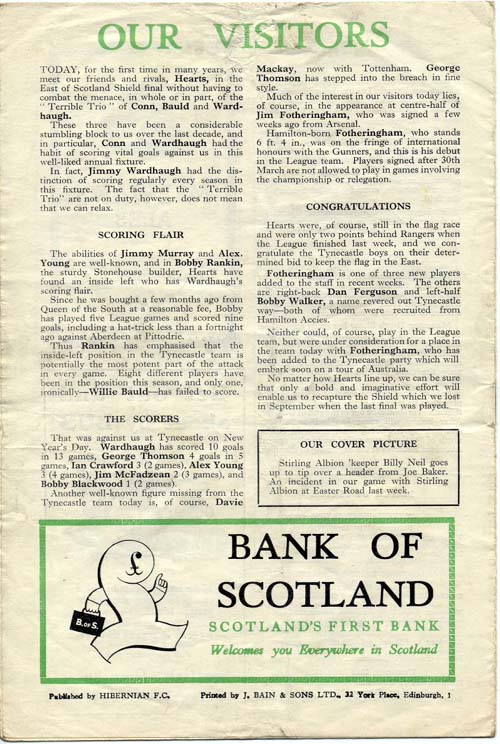 OUR VISITORS
TODAY, for the first time in many years, we
meet our friends and rivals, Hearts, in the
East of Scotland Shield final without having to
combat the menace, in whole or in part, of the
" Terrible Trio " of Conn, Bauld and Ward-
haugh.
These three have been a considerable
stumbling block to us over the last decade, and
in particular, Conn and Wardhaugh had the
habit of scoring vital goals against us in this
well-liked annual fixture.
In fact, Jimmy Wardhaugh had the dis-
tinction of scoring regularly every season in
this fixture. The fact that the " Terrible
Trio" are not on duty, however, does not mean
that we can relax.
SCORING FLAIR
The abilities of Jimmy Murray and Alex.
Young are well-known, and in Bobby Rankin,
the sturdy Stonehouse builder, Hearts have
found an inside left who has Wardhaugh's
scoring flair.
Since he was bought a few months ago from
Queen of the South at a reasonable fee, Bobby
has played five League games and scored nine
goals, including a hat-trick less than a fortnight
ago against Aberdeen at Pittodrie.
Thus Rankin has emphasised that the
inside-left position in the Tynecastle team is
potentially the most potent part of the attack
in every game. Eight different players have
been in the position this season, and only one,
ironically—Willie Bauld—has failed to score.
THE SCORERS
That was against us at Tynecastle on New
Year's Day. Wardhaugh has scored 10 goals
in 13 games, George Thomson 4 goals in 5
games, Ian Crawford 3 (2 games), Alex Young
3 (4 games), Jim McFadzean 2 (3 games), and
Bobby Blackwood 1 (2 games).
Another well-known figure missing from the
Tynecastle team today is, of course, Davie
Mackay, now with Tottenham. George
Thomson has stepped into the breach in fine
style.
Much of the interest in our visitors today lies,
of course, in the appearance at centre-half of
Jim Fotheringham, who was signed a few
weeks ago from Arsenal.
Hamilton-born Fotheringham, who stands
6 ft. 4 in., was on the fringe of international
honours with the Gunners, and this is his debut
in the League team. Players signed after 30th
March are not allowed to play in games involving
the championship or relegation.
CONGRATULATIONS
Hearts were, of course, still in the flag race
and were only two points behind Rangers when
the League finished last week, and we con-
gratulate the Tynecastle boys on their deter-
mined bid to keep the flag in the East.
Fotheringham is one of three new players
added to the staff in recent weeks. The others
are right-back Dan Ferguson and left-half
Bobby Walker, a name revered out Tynecastle
way—both of whom were recruited from
Hamilton Accies.
Neither could, of course, play in the League
team, but were under consideration for a place in
the team today with Fotheringham, who has
been added to the Tynecastle party which will
embark soon on a tour of Australia.
No matter how Hearts line up, we can be sure
that only a bold and imaginative effort will
enable us to recapture the Shield which we lost
in September when the last final was played.
OUR COVER PICTURE
Stirling Albion 'keeper Billy Neil goes
up to tip over a header from Joe Baker.
An incident in our game with Stirling
Albion at Easter Road last week.
£
B. OF S.
BANK OF
SCOTLAND
SCOTLAND'S FIRST BANK
Welcomes you Everywhere in Scotland
Published by HIBERNIAN F.C. Printed by J. BAIN & SONS LTD., 32 York Place, Edinburgh, 1